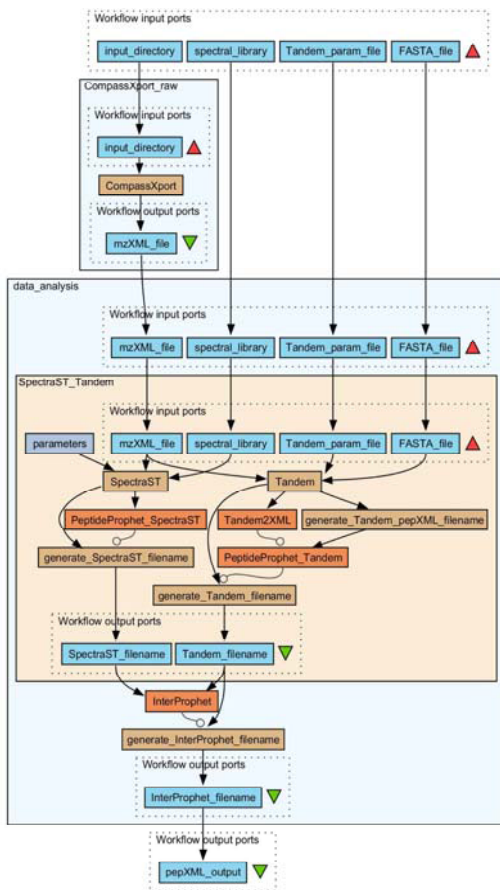 Workflow input ports
input_directory spectral_library Tandem_param_file FASTA_file
CompassXport_raw
Workflow input ports
input_directory
CompassXport
Workflow output ports
mzXML_file
data_analysis
Workflow input ports
mzXML_file spectral_library Tandem_param_file FASTA_file
SpectraST_Tandem
Workflow input ports
parameters mzXML_file spectral_library Tandem_param_file FASTA_file
SpectraST Tandem
PeptideProphet_SpectraST Tandem2XML generate_Tandem_pepXML_filename
generate_SpectraST_filename PeptideProphet_Tandem
generate_Tandem_filename
Workflow output ports
SpectraST_filename Tandem_filename
InterProphet
generate_InterProphet_filename
Workflow output ports
InterProphet_filename
Workflow output ports
pepXML_output